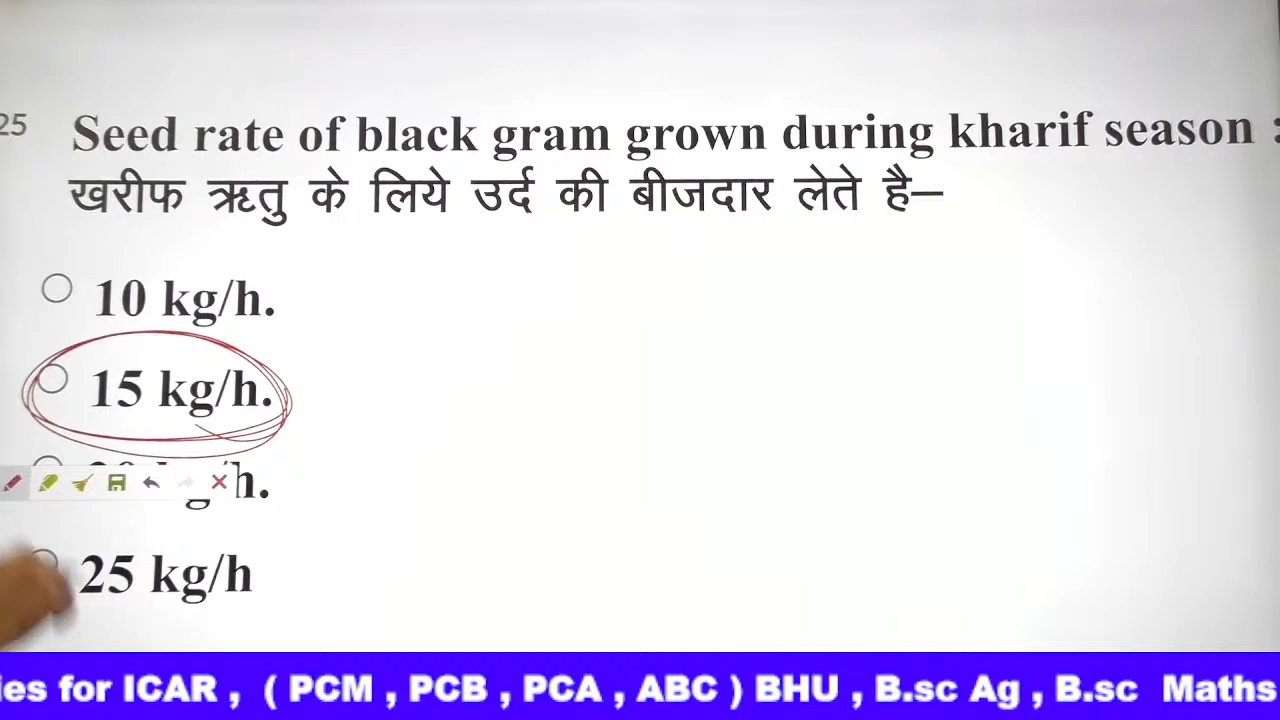 25 Seed rate of black gram grown during kharif season :
खरीफ ऋतु के लिये उर्द की बीजदार लेते है–
10 kg/h.
15 kg/h.
25 kg/h
ies for ICAR , ( PCM , PCB , PCA , ABC ) BHU , B.sc Ag , B.sc Maths